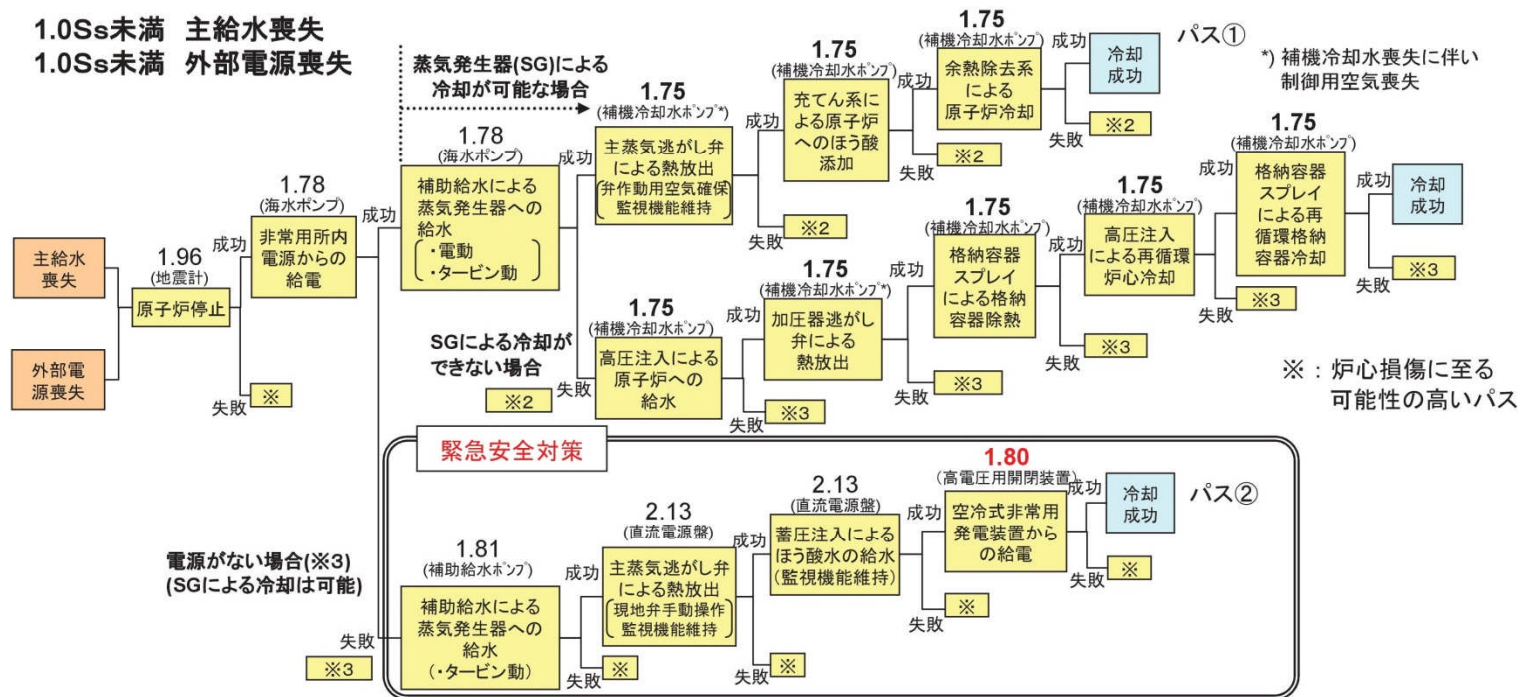 1.0Ss未満 主給水喪失
1.0Ss未満 外部電源喪失
蒸気発生器(SG)による
冷却が可能な場合
主給水
喪失
外部電
源喪失
1.96
(地震計)
原子炉停止
成功
失敗
※
1.78
(海水ポンプ)
非常用所内
電源からの
給電
成功
失敗
※3
1.78
(海水ポンプ)
補助給水による
蒸気発生器への
給水
・電動
・タービン動
成功
失敗
※2
1.75
(補機冷却水ポンプ*)
主蒸気逃がし弁
による熱放出
弁作動用空気確保
監視機能維持
成功
失敗
※2
1.75
(補機冷却水ポンプ)
充てん系に
よる原子炉
へのほう酸
添加
成功
失敗
※2
1.75
(補機冷却水ポンプ)
余熱除去系
による
原子炉冷却
成功
失敗
※2
冷却
成功
パス①
*) 補機冷却水喪失に伴い
制御用空気喪失
SGによる冷却が
できない場合
1.75
(補機冷却水ポンプ)
高圧注入による
原子炉への
給水
成功
失敗
※3
1.75
(補機冷却水ポンプ*)
加圧器逃がし
弁による
熱放出
成功
失敗
※3
1.75
(補機冷却水ポンプ)
格納容器
スプレイ
による格納
容器除熱
成功
失敗
※3
1.75
(補機冷却水ポンプ)
高圧注入
による再循環
炉心冷却
成功
失敗
※3
1.75
(補機冷却水ポンプ)
格納容器
スプレイ
による再
循環格納
容器冷却
成功
失敗
※3
冷却
成功
※:炉心損傷に至る
可能性の高いパス
緊急安全対策
電源がない場合(※3)
(SGによる冷却は可能)
1.81
(補助給水ポンプ)
補助給水による
蒸気発生器への
給水
(・タービン動)
成功
失敗
※
2.13
(直流電源盤)
主蒸気逃がし弁
による熱放出
現地弁手動操作
監視機能維持
成功
失敗
※
2.13
(直流電源盤)
蓄圧注入による
ほう酸水の給水
(監視機能維持)
成功
失敗
※
1.80
(高電圧用開閉装置)
空冷式非常用
発電装置から
の給電
成功
失敗
※
冷却
成功
パス②